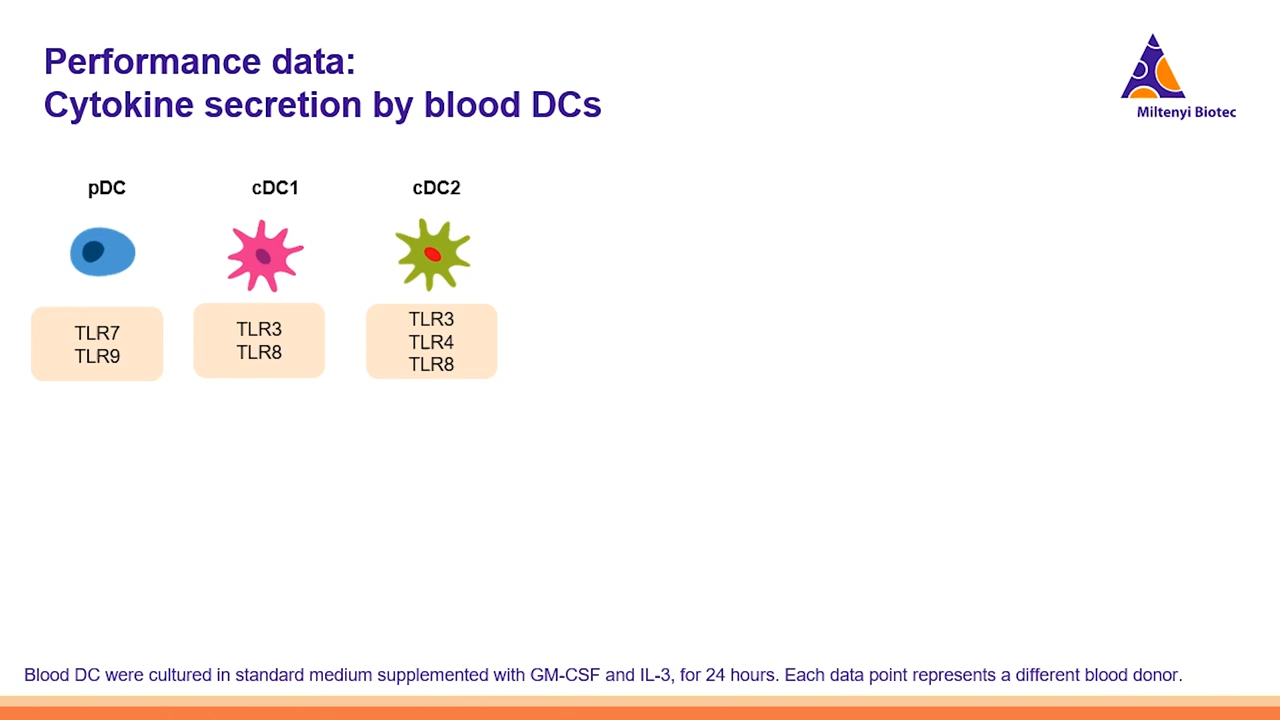 Performance data:
Cytokine secretion by blood DCs
Miltenyi Biotec
pDC
cDC1
cDC2
TLR7
TLR9
TLR3
TLR8
TLR3
TLR4
TLR8
Blood DC were cultured in standard medium supplemented with GM-CSF and IL-3, for 24 hours. Each data point represents a different blood donor.